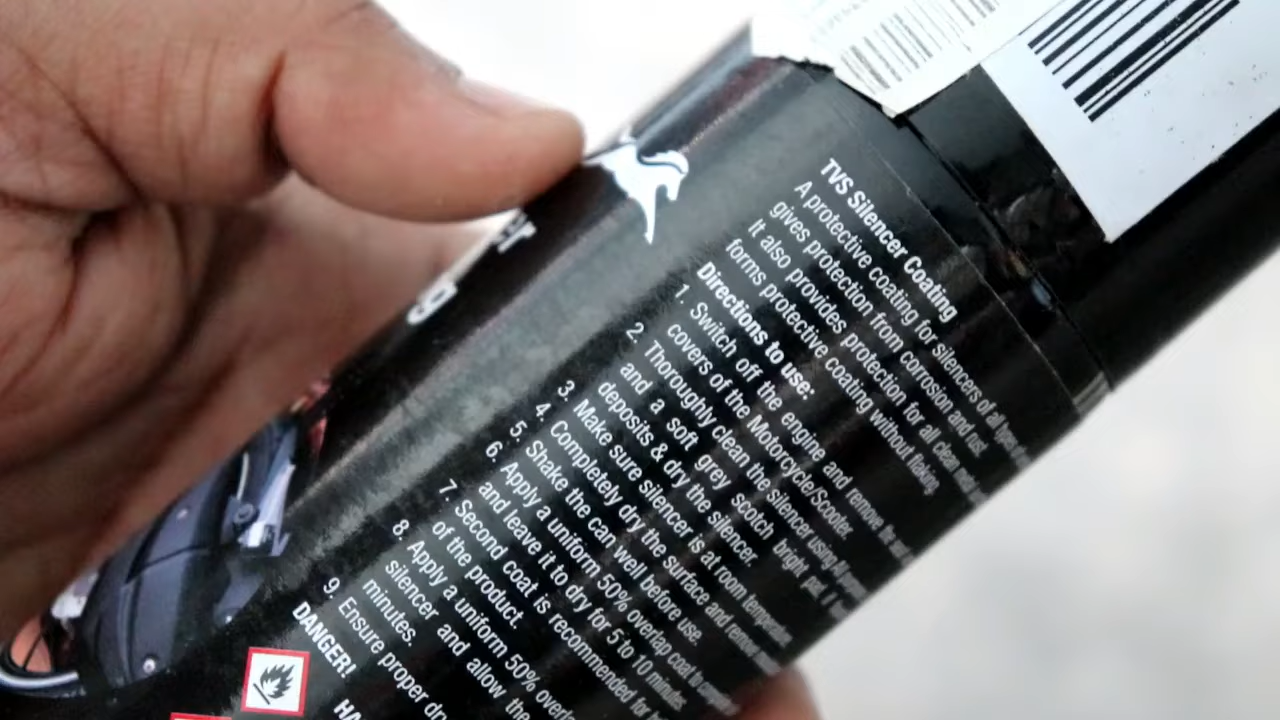 er
g
TVS Silencer Coating
A protective coating for silencers of all type
gives protection from corrosion and rust.
It also provides protection for all clean metal
forms protective coating without flaking.
Directions to use:
1. Switch off the engine and remove the
covers of the Motorcycle/Scooter.
2. Thoroughly clean the silencer using
and a soft grey scotch bright
deposits & dry the silencer.
3. Make sure silencer is at room temperature.
4. Completely dry the surface and remove
5. Shake the can well before use.
6. Apply a uniform 50% overlap coat to
and leave it to dry for 5 to 10 minutes.
7. Second coat is recommended for
of the product.
8. Apply a uniform 50%
silencer and allow the
minutes.
9. Ensure proper
DANGER!